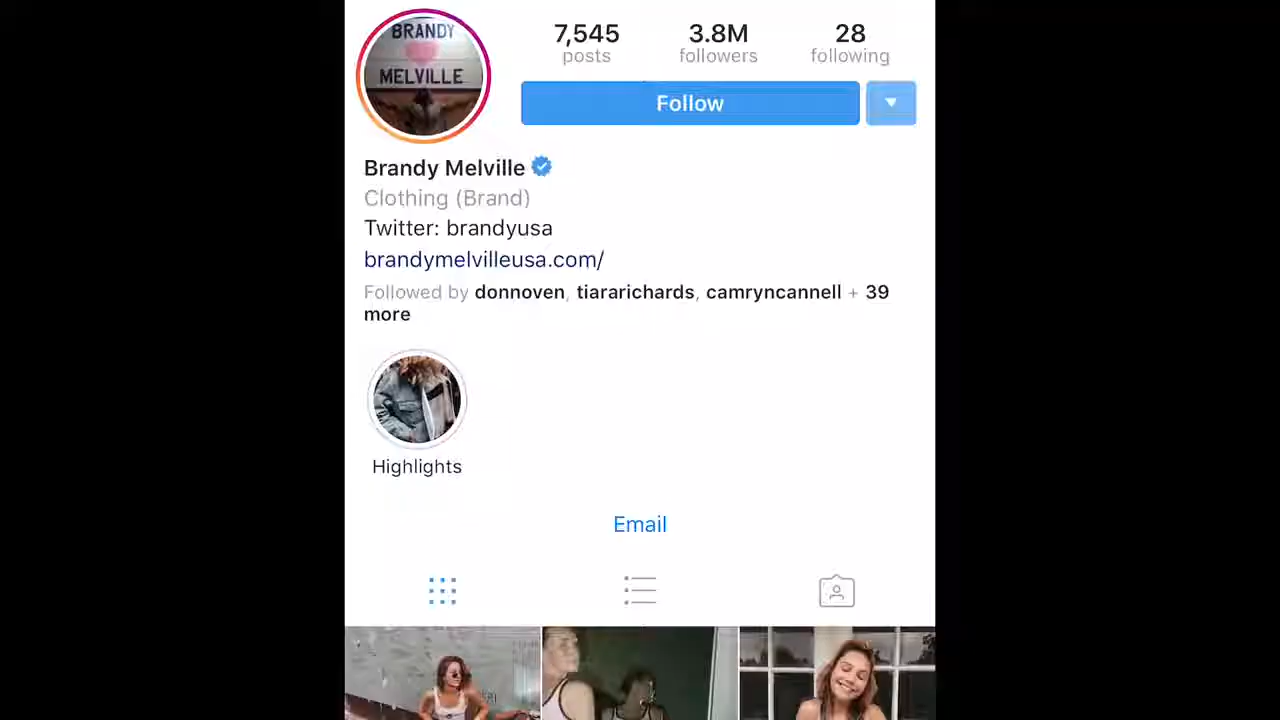 BRANDY
MELVILLE
7,545 3.8M 28
posts followers following
Follow
Brandy Melville
Clothing (Brand)
Twitter: brandyusa
brandymelvilleusa.com/
Followed by donnoven, tiararichards, camryncannell + 39
more
Highlights
Email